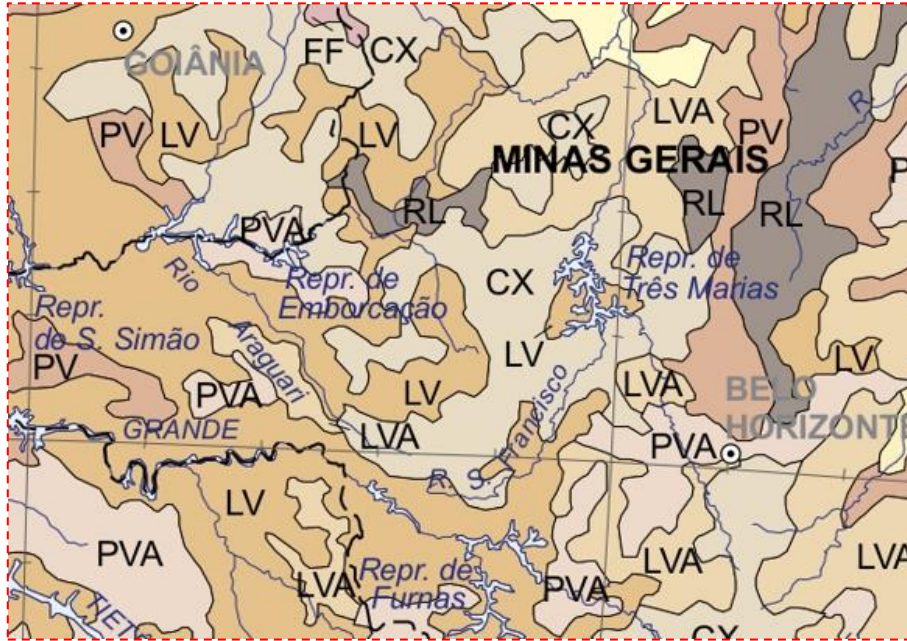 GOIÂNIA
FF
CX
PV
LV
LV
CX
LVA
PV
MINAS GERAIS
R.
RL
RL
RL
PVA
Rio
Repr. de
Emborcação
CX
Repr. de
Três Marias
Repr.
de S. Simão
Araguari
PV
PVA
LV
LV
LVA
LV
BELO
HORIZONTE
GRANDE
LVA
PVA
R. S. Francisco
LV
PVA
LVA
Repr. de
Furnas
PVA
LVA
LVA
CX